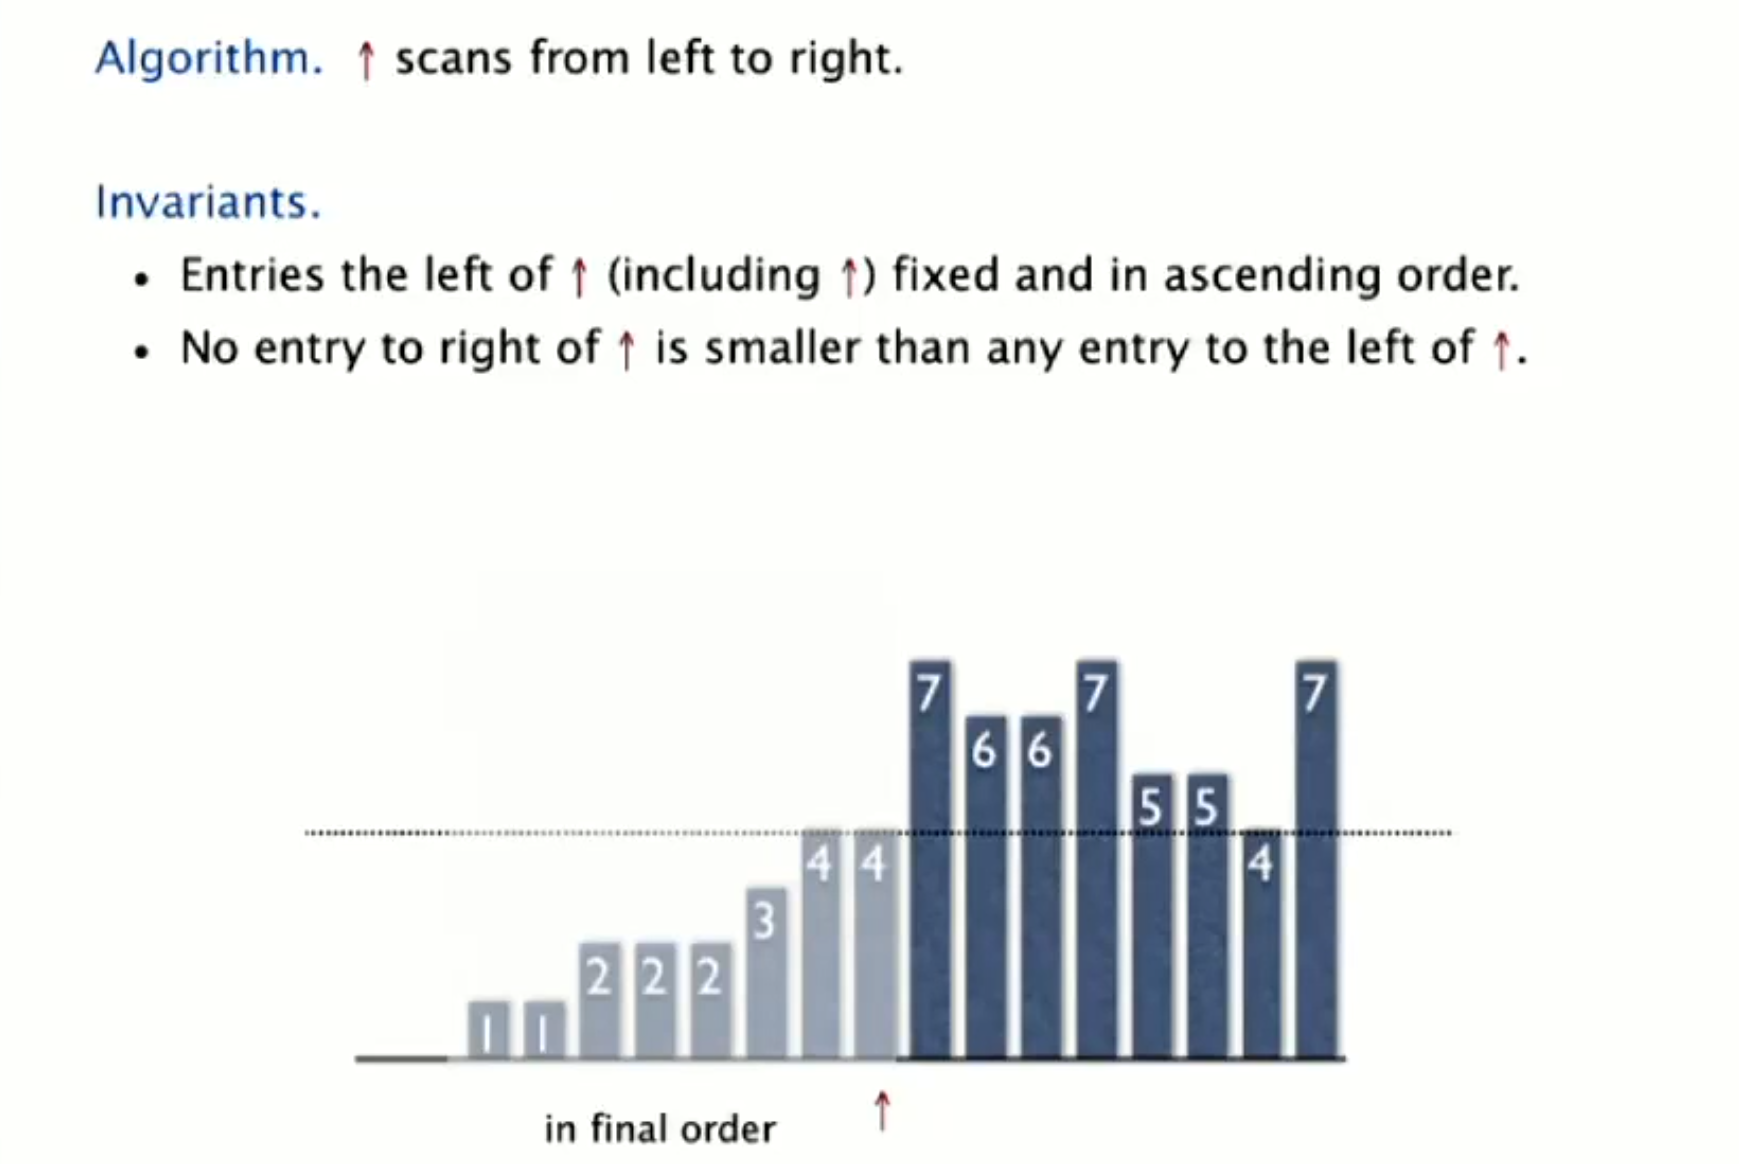 Algorithm. ↑ scans from left to right.
Invariants.
• Entries the left of ↑ (including ↑) fixed and in ascending order.
• No entry to right of ↑ is smaller than any entry to the left of ↑.
1 1 2 2 2 3 4 4 7 6 6 7 5 5 4 7
in final order ↑